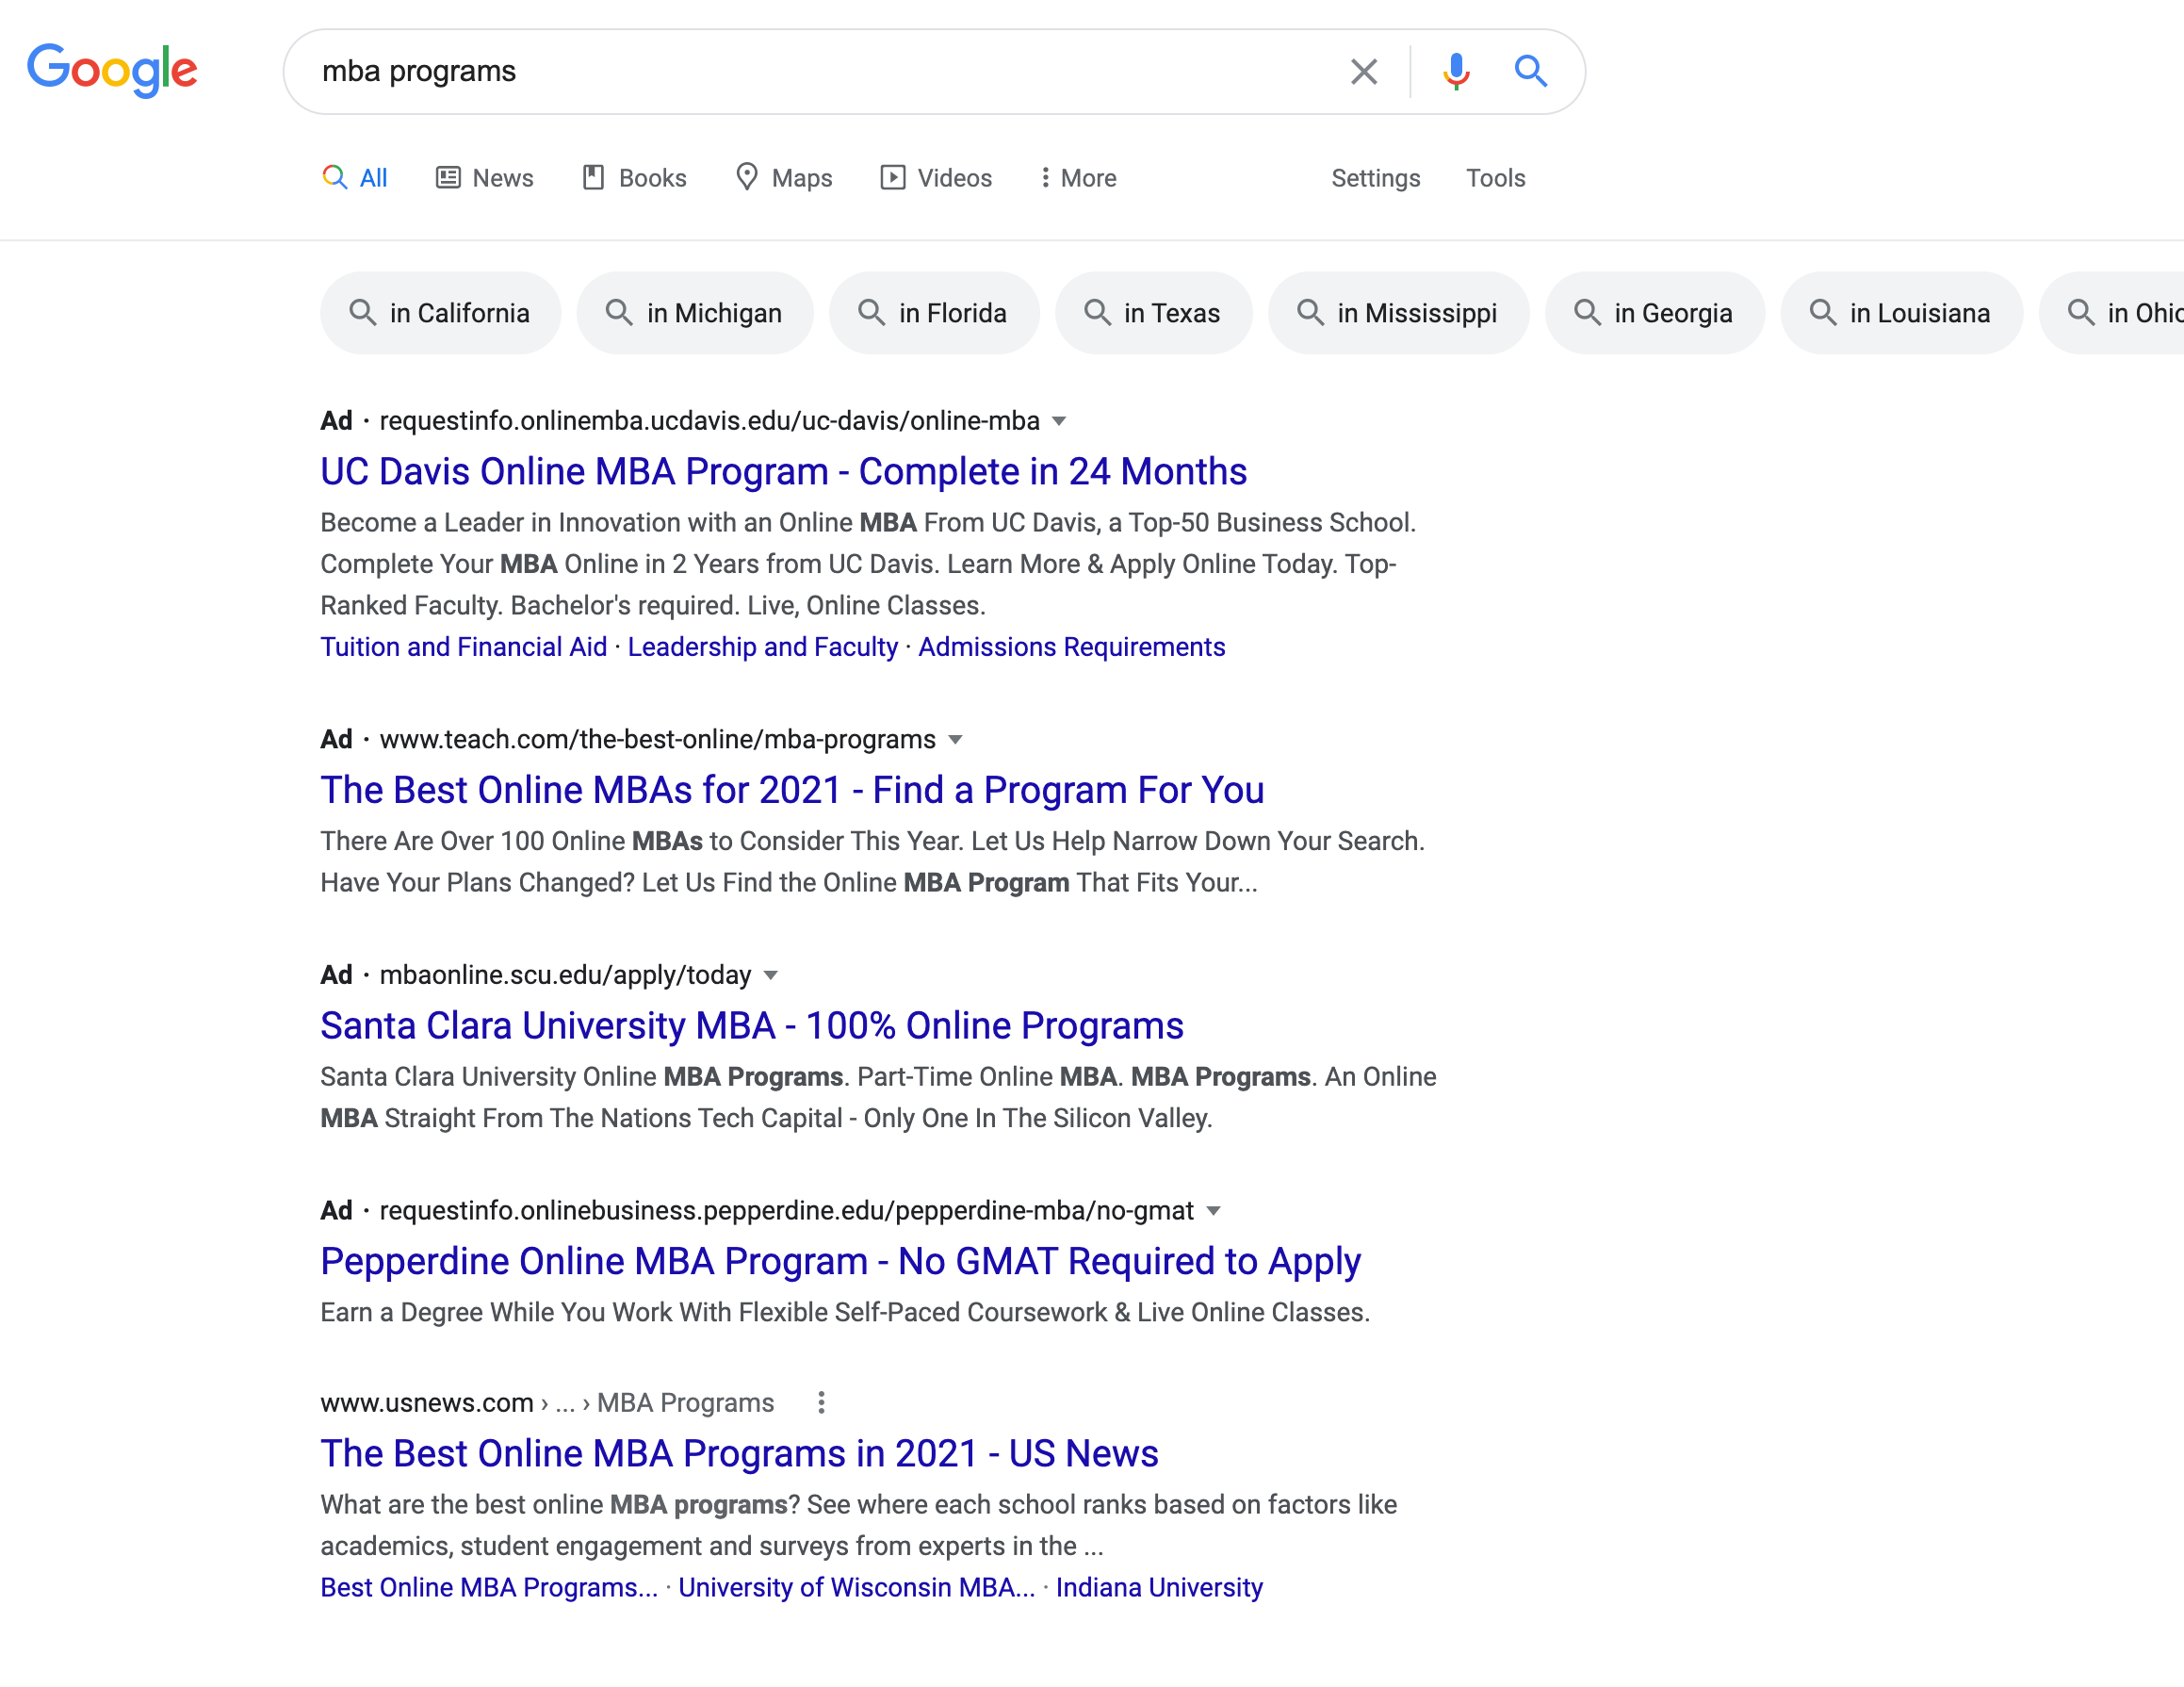 Google
mba programs
All News Books Maps Videos More Settings Tools
in California in Michigan in Florida in Texas in Mississippi in Georgia in Louisiana in
Ad · requestinfo.onlinemba.ucdavis.edu/uc-davis/online-mba
UC Davis Online MBA Program - Complete in 24 Months
Become a Leader in Innovation with an Online MBA From UC Davis, a Top-50 Business School.
Complete Your MBA Online in 2 Years from UC Davis. Learn More & Apply Online Today. Top-
Ranked Faculty. Bachelor's required. Live, Online Classes.
Tuition and Financial Aid · Leadership and Faculty · Admissions Requirements
Ad · www.teach.com/the-best-online/mba-programs
The Best Online MBAs for 2021 - Find a Program For You
There Are Over 100 Online MBAs to Consider This Year. Let Us Help Narrow Down Your Search.
Have Your Plans Changed? Let Us Find the Online MBA Program That Fits Your...
Ad · mbaonline.scu.edu/apply/today
Santa Clara University MBA - 100% Online Programs
Santa Clara University Online MBA Programs. Part-Time Online MBA. MBA Programs. An Online
MBA Straight From The Nations Tech Capital - Only One In The Silicon Valley.
Ad · requestinfo.onlinebusiness.pepperdine.edu/pepperdine-mba/no-gmat
Pepperdine Online MBA Program - No GMAT Required to Apply
Earn a Degree While You Work With Flexible Self-Paced Coursework & Live Online Classes.
www.usnews.com › ... › MBA Programs
The Best Online MBA Programs in 2021 - US News
What are the best online MBA programs? See where each school ranks based on factors like
academics, student engagement and surveys from experts in the ...
Best Online MBA Programs... · University of Wisconsin MBA... · Indiana University